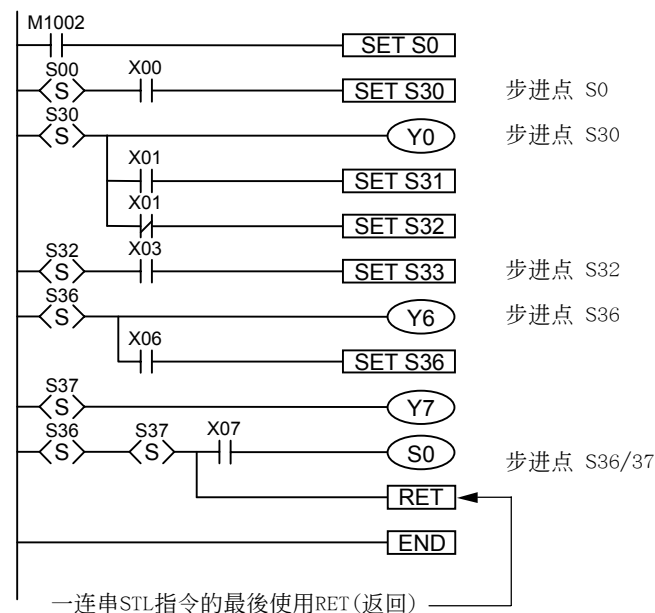 M1002
SET S0
S00 X00
S SET S30 步进点 S0
S30
S Y0 步进点 S30
X01
SET S31
X01
SET S32
S32 X03
S SET S33 步进点 S32
S36
S Y6 步进点 S36
X06
SET S36
S37
S Y7
S36 S37 X07
S S S0 步进点 S36/37
RET
END
一连串STL指令的最後使用RET(返回)